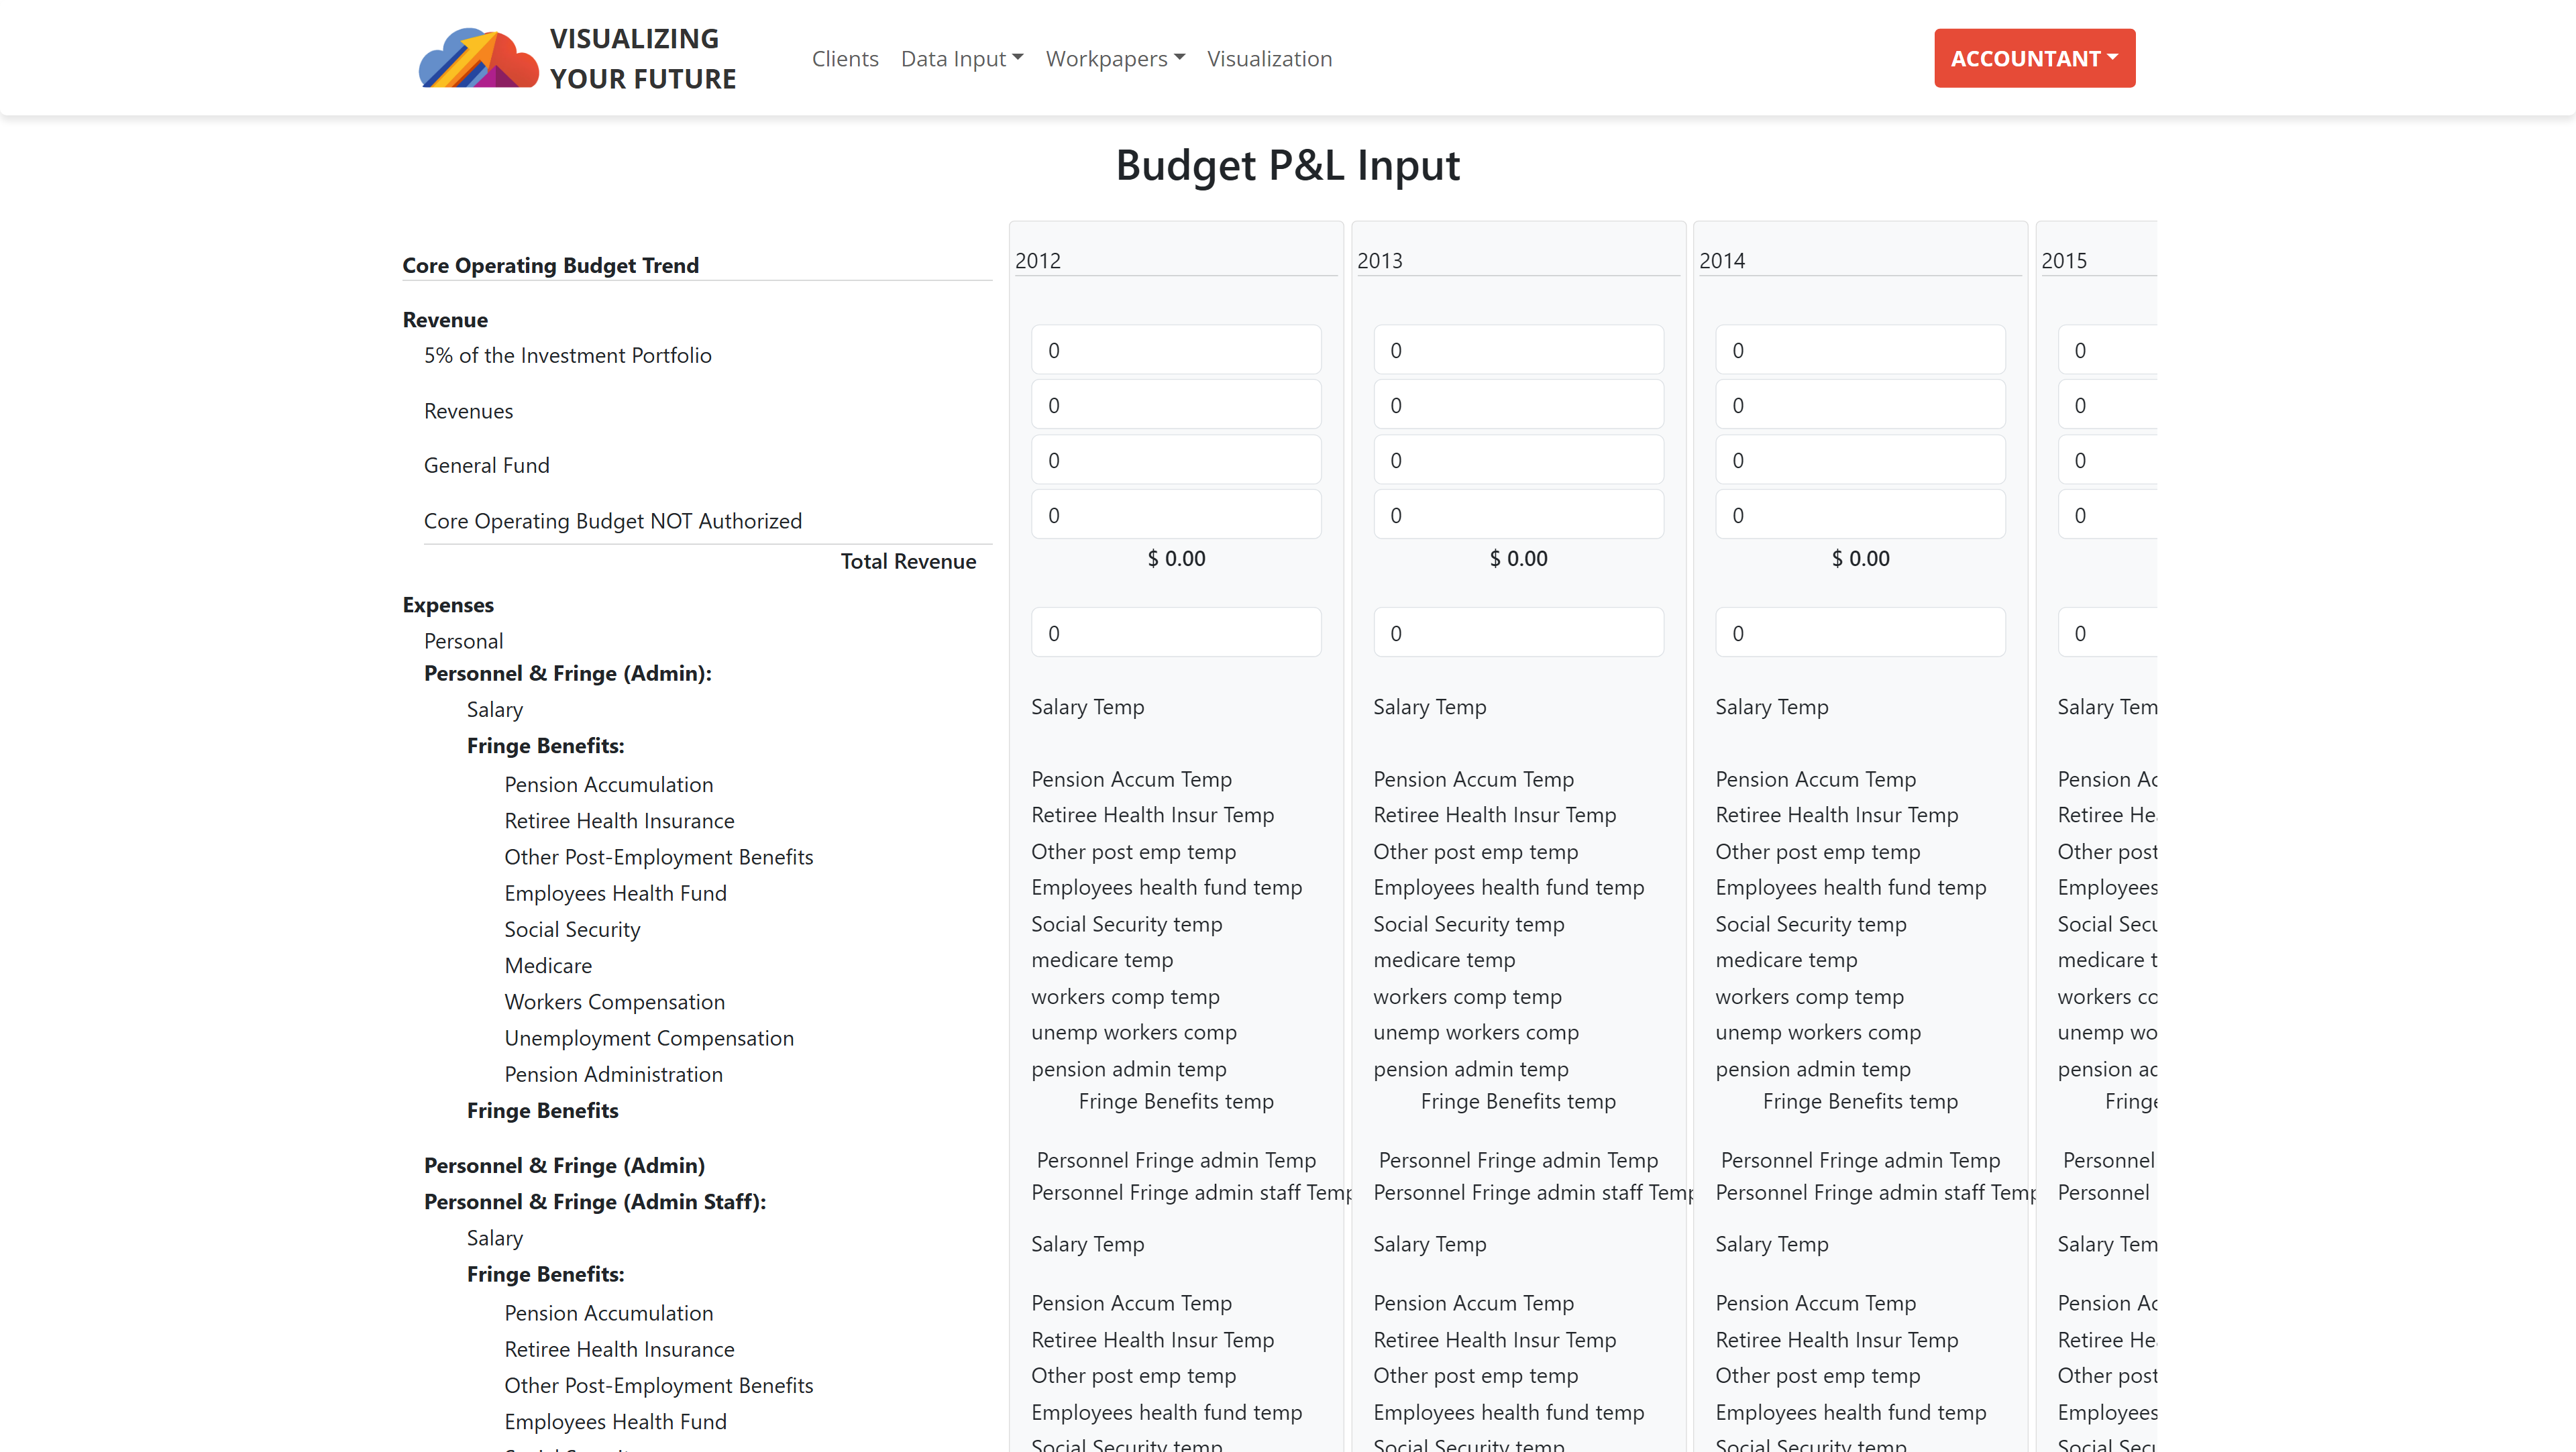 VISUALIZING
YOUR FUTURE
Clients Data Input Workpapers Visualization
ACCOUNTANT
Budget P&L Input
Core Operating Budget Trend 2012 2013 2014 2015
Revenue
5% of the Investment Portfolio 0 0 0 0
Revenues 0 0 0 0
General Fund 0 0 0 0
Core Operating Budget NOT Authorized 0 0 0 0
Total Revenue $ 0.00 $ 0.00 $ 0.00
Expenses
Personal 0 0 0 0
Personnel & Fringe (Admin):
Salary Salary Temp Salary Temp Salary Temp Salary Tem
Fringe Benefits:
Pension Accumulation Pension Accum Temp Pension Accum Temp Pension Accum Temp Pension Ac
Retiree Health Insurance Retiree Health Insur Temp Retiree Health Insur Temp Retiree Health Insur Temp Retiree Hea
Other Post-Employment Benefits Other post emp temp Other post emp temp Other post emp temp Other post
Employees Health Fund Employees health fund temp Employees health fund temp Employees health fund temp Employees
Social Security Social Security temp Social Security temp Social Security temp Social Secu
Medicare medicare temp medicare temp medicare temp medicare t
Workers Compensation workers comp temp workers comp temp workers comp temp workers co
Unemployment Compensation unemp workers comp unemp workers comp unemp workers comp unemp wo
Pension Administration pension admin temp pension admin temp pension admin temp pension ad
Fringe Benefits Fringe Benefits temp Fringe Benefits temp Fringe Benefits temp Fringe
Personnel & Fringe (Admin) Personnel Fringe admin Temp Personnel Fringe admin Temp Personnel Fringe admin Temp Personnel
Personnel & Fringe (Admin Staff): Personnel Fringe admin staff Temp Personnel Fringe admin staff Temp Personnel Fringe admin staff Temp Personnel
Salary Salary Temp Salary Temp Salary Temp Salary Tem
Fringe Benefits:
Pension Accumulation Pension Accum Temp Pension Accum Temp Pension Accum Temp Pension Ac
Retiree Health Insurance Retiree Health Insur Temp Retiree Health Insur Temp Retiree Health Insur Temp Retiree Hea
Other Post-Employment Benefits Other post emp temp Other post emp temp Other post emp temp Other post
Employees Health Fund Employees health fund temp Employees health fund temp Employees health fund temp Employees
Social Security Social Security temp Social Security temp Social Security temp Social Secu